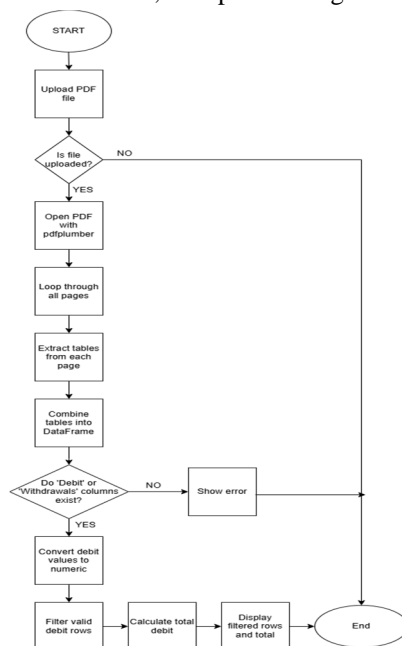 START
Upload PDF
file
Is file
uploaded?
NO
YES
Open PDF
with
pdfplumber
Loop through
all pages
Extract tables
from each
page
Combine
tables into
DataFrame
Do 'Debit' or
'Withdrawals' columns
exist?
NO
Show error
YES
Convert debit
values to
numeric
Filter valid
debit rows
Calculate total
debit
Display
filtered rows
and total
End